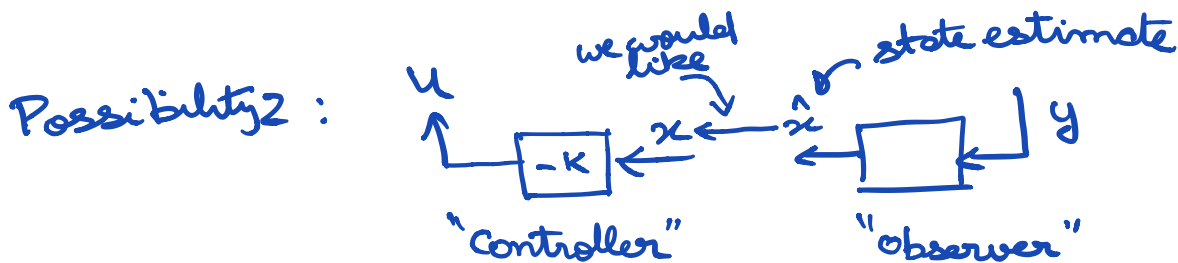 we would
like
state estimate
Possibility 2 :
u
x
x̂
y
-K
"Controller"
"observer"